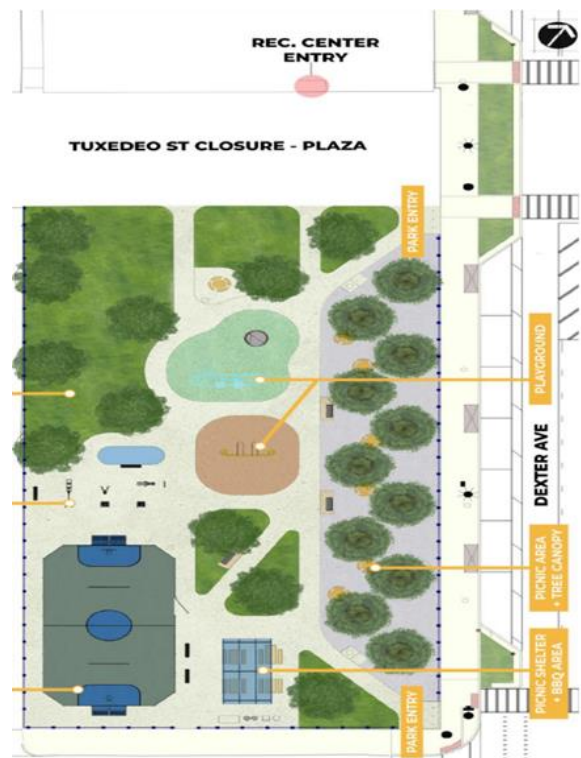 REC. CENTER
ENTRY
TUXEDEO ST CLOSURE - PLAZA
PARK ENTRY
PLAYGROUND
DEXTER AVE
PICNIC AREA
+ TREE CANOPY
PICNIC SHELTER
+ BBQ AREA
PARK ENTRY